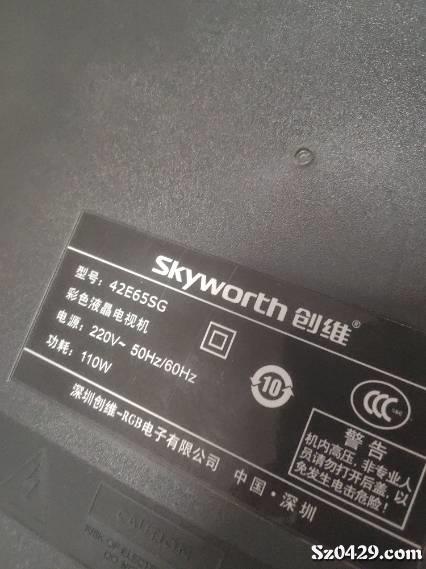 Skyworth 创维®
型号: 42E65SG
彩色液晶电视机
电源: 220V~ 50Hz/60Hz
功耗: 110W
10
CCC
深圳创维-RGB电子有限公司 中国·深圳
警告
机内高压, 非专业人
员请勿打开后盖, 以
免发生电击危险!
Sz0429.com